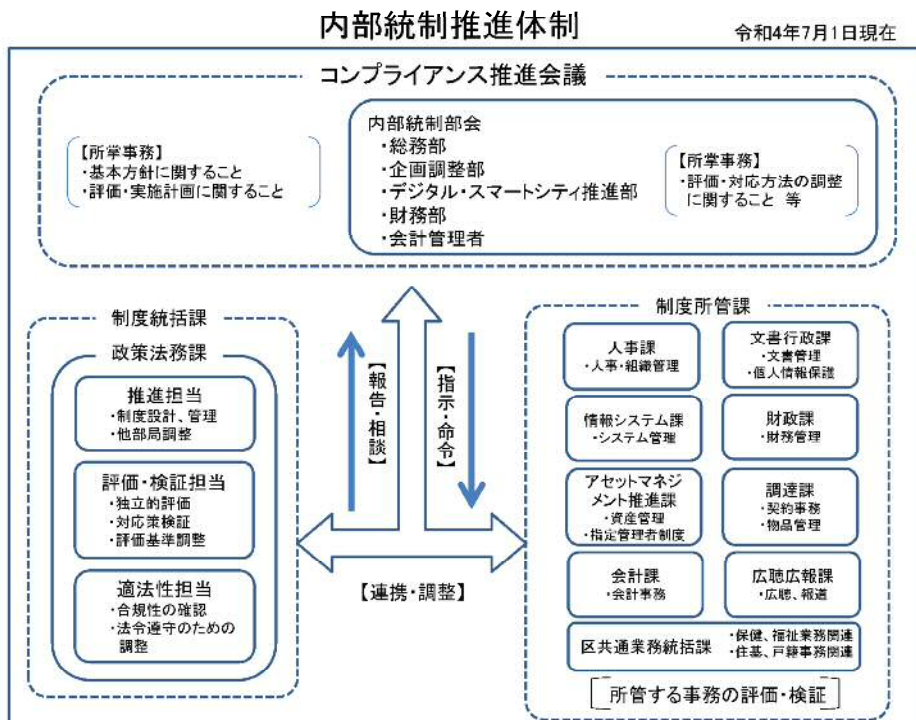 内部統制推進体制
令和4年7月1日現在
コンプライアンス推進会議
【所掌事務】
・基本方針に関すること
・評価・実施計画に関すること
内部統制部会
・総務部
・企画調整部
・デジタル・スマートシティ推進部
・財務部
・会計管理者
【所掌事務】
・評価・対応方法の調整
に関すること 等
制度統括課
政策法務課
推進担当
・制度設計、管理
・他部局調整
評価・検証担当
・独立的評価
・対応策検証
・評価基準調整
適法性担当
・合規性の確認
・法令遵守のための
調整
【報告・相談】
【指示・命令】
【連携・調整】
制度所管課
人事課
・人事・組織管理
文書行政課
・文書管理
・個人情報保護
情報システム課
・システム管理
財政課
・財務管理
アセットマネジ
メント推進課
・資産管理
・指定管理者制度
調達課
・契約事務
・物品管理
会計課
・会計事務
広聴広報課
・広聴、報道
区共通業務統括課
・保健、福祉業務関連
・住基、戸籍事務関連
所管する事務の評価・検証